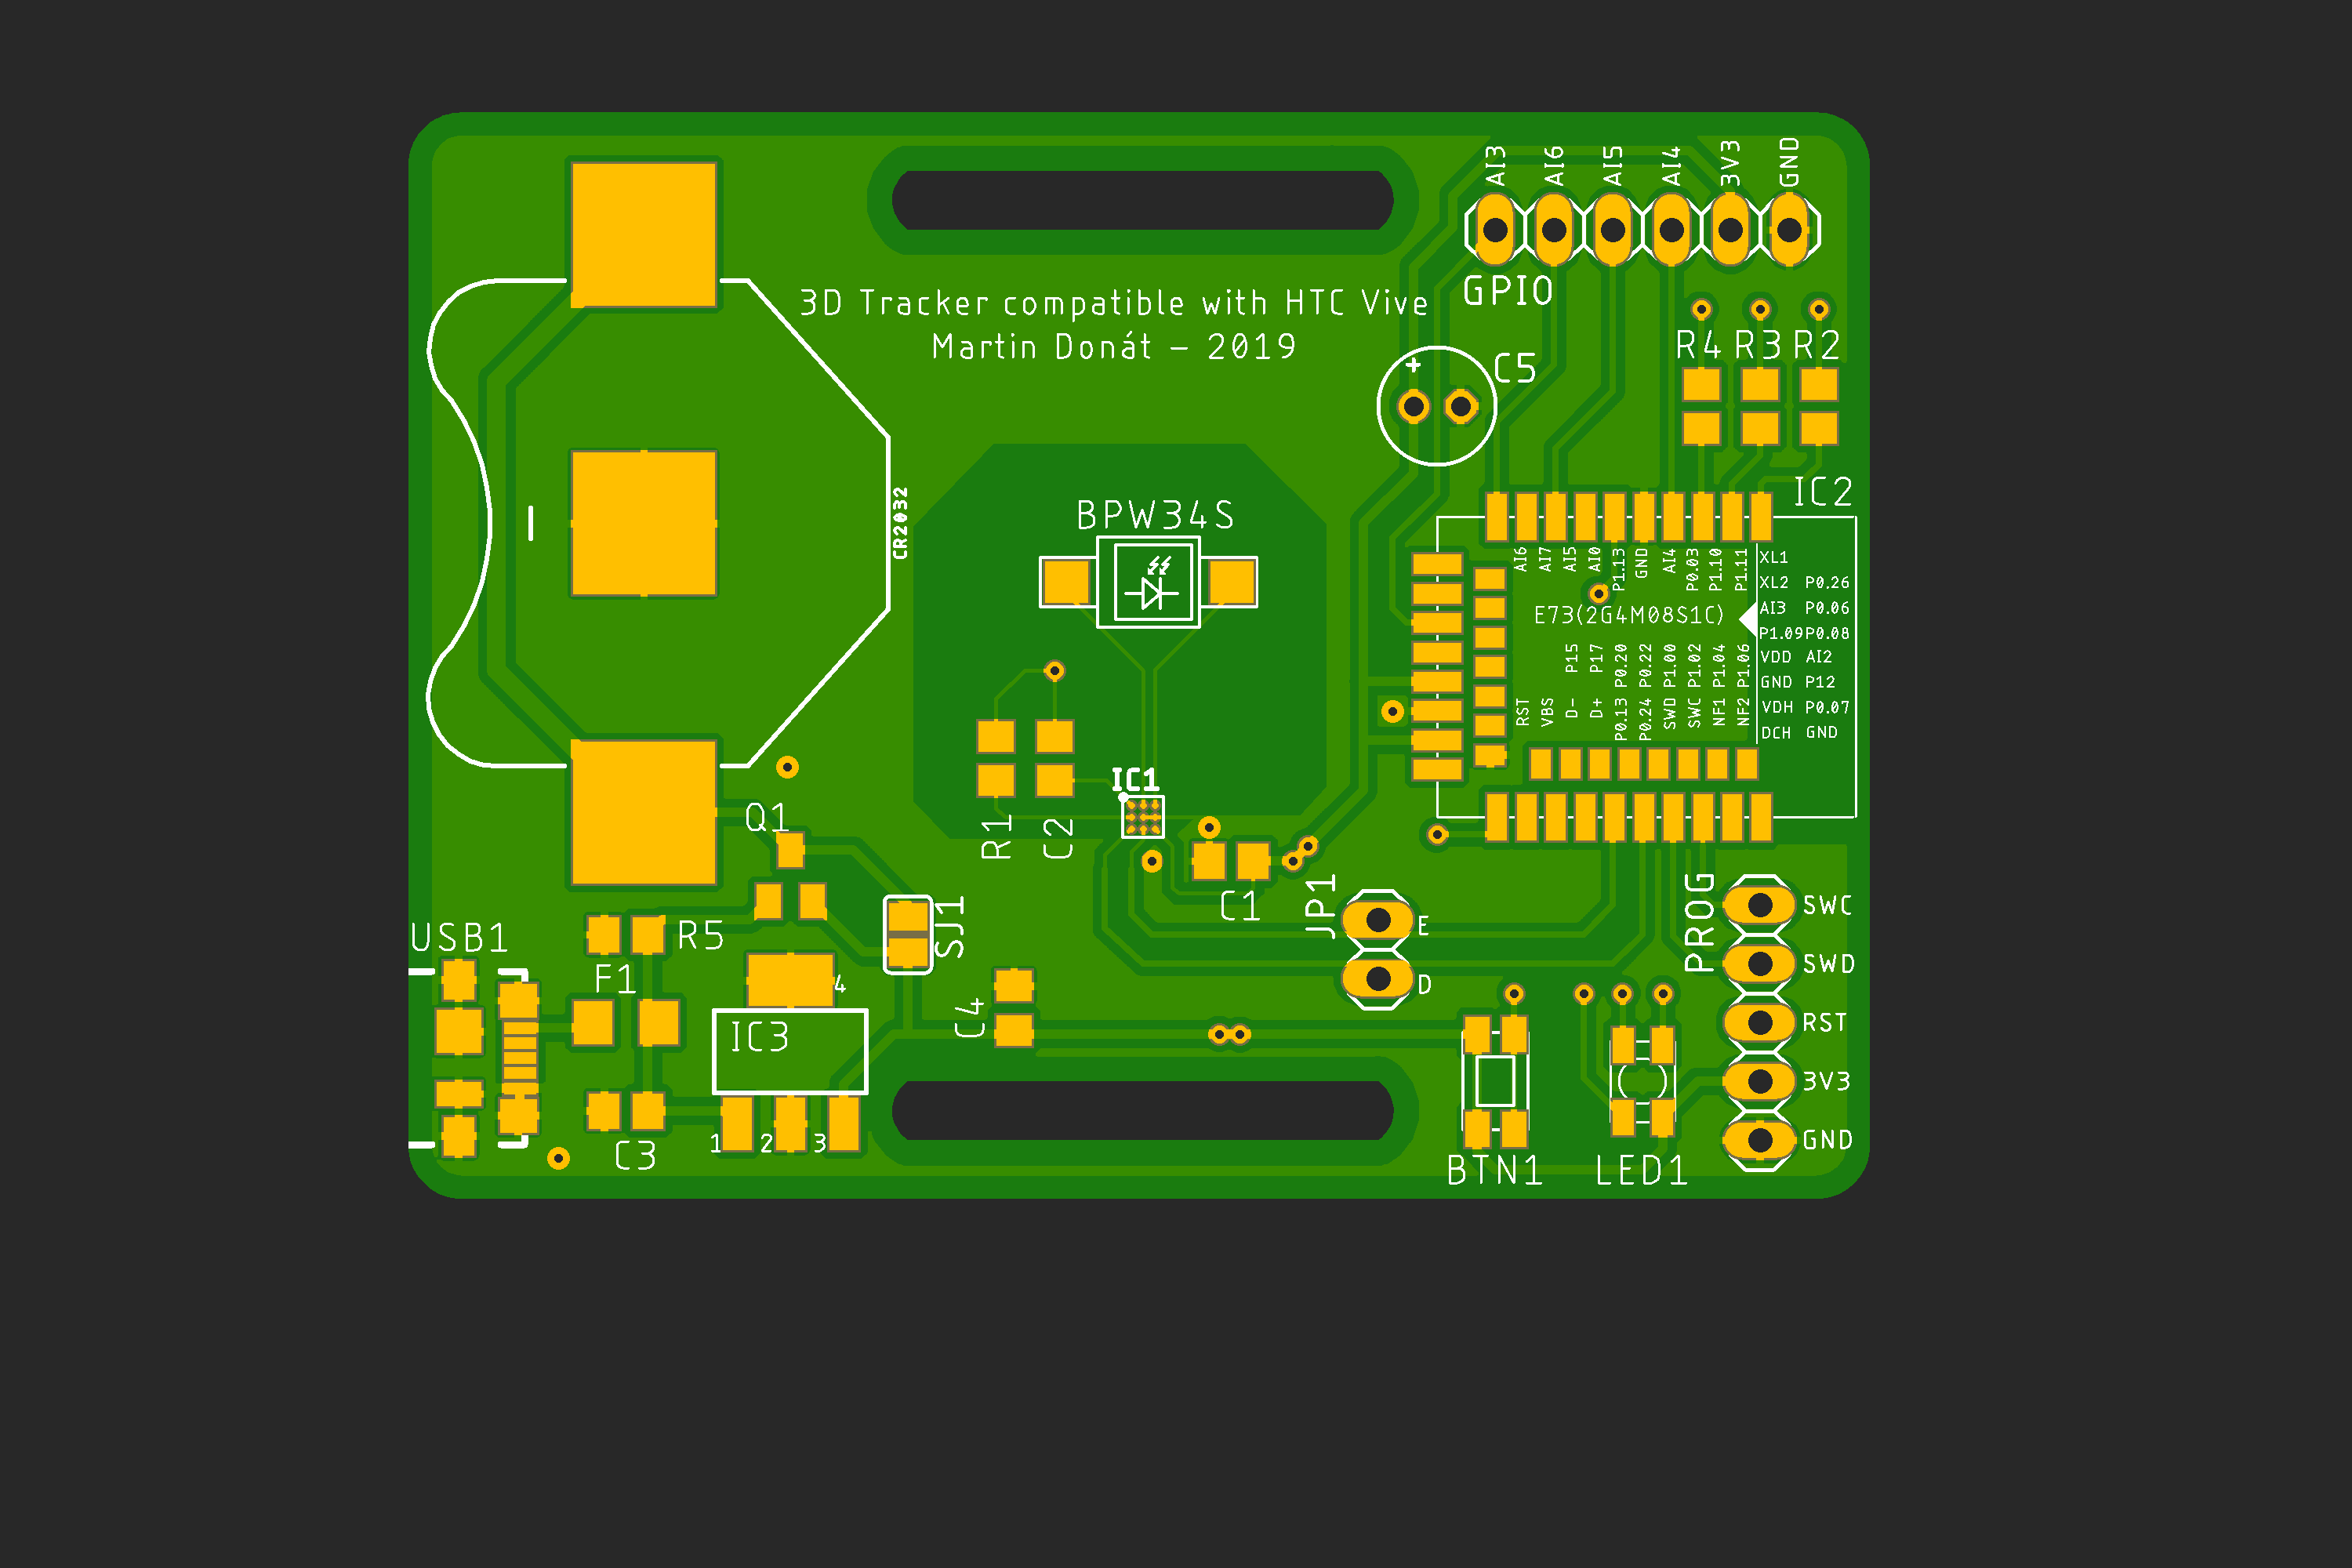 AI3 AI6 AI5 AI4 3V3 GND
GPIO
3D Tracker compatible with HTC Vive
Martin Donát - 2019
+ C5
R4 R3 R2
IC2
CR2032
BPW34S
AI6 AI7 AI5 AI0 P1.13 GND AI4 P0.03 P1.10 P1.11
XL1
XL2 P0.26
AI3 P0.06
E73(2G4M08S1C)
P1.09 P0.08
VDD AI2
GND P12
VDH P0.07
DCH GND
P15 P17 P0.20 P0.22 P1.00 P1.02 P1.04 P1.06
RST VBS D- D+ P0.13 P0.24 SWD SWC NF1 NF2
IC1
Q1
R1 C2
C1
JP1
E
D
PROG
SWC
SWD
RST
3V3
GND
USB1
R5
SJ1
F1
4
IC3
C4
1 2 3
C3
BTN1
LED1